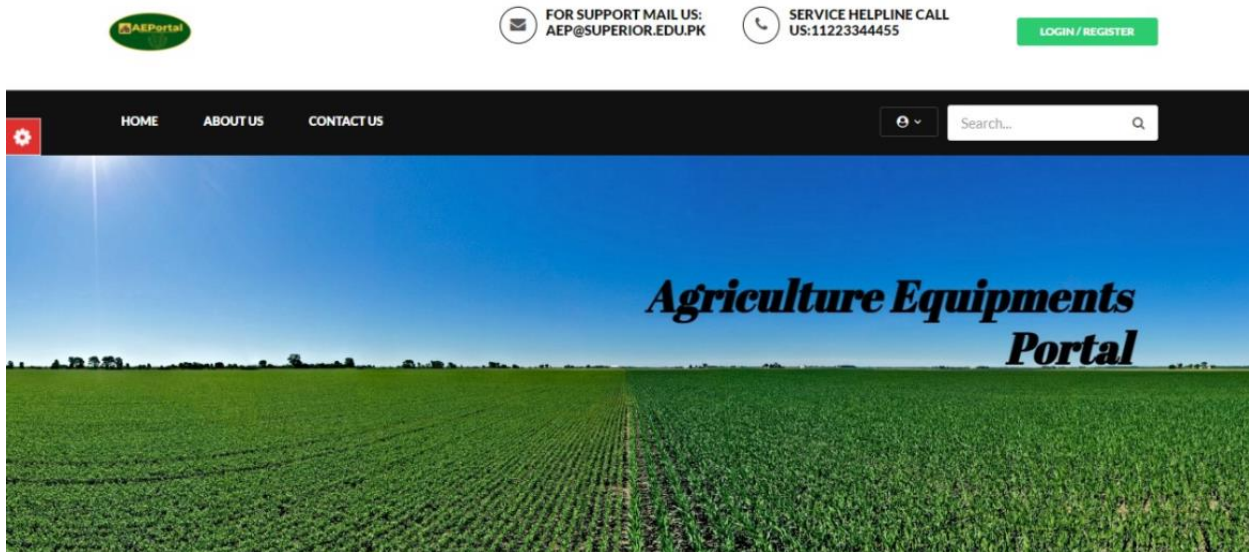 AEPortal
FOR SUPPORT MAIL US:
AEP@SUPERIOR.EDU.PK
SERVICE HELPLINE CALL
US:11223344455
LOGIN / REGISTER
HOME
ABOUT US
CONTACT US
Search...
Agriculture Equipments
Portal